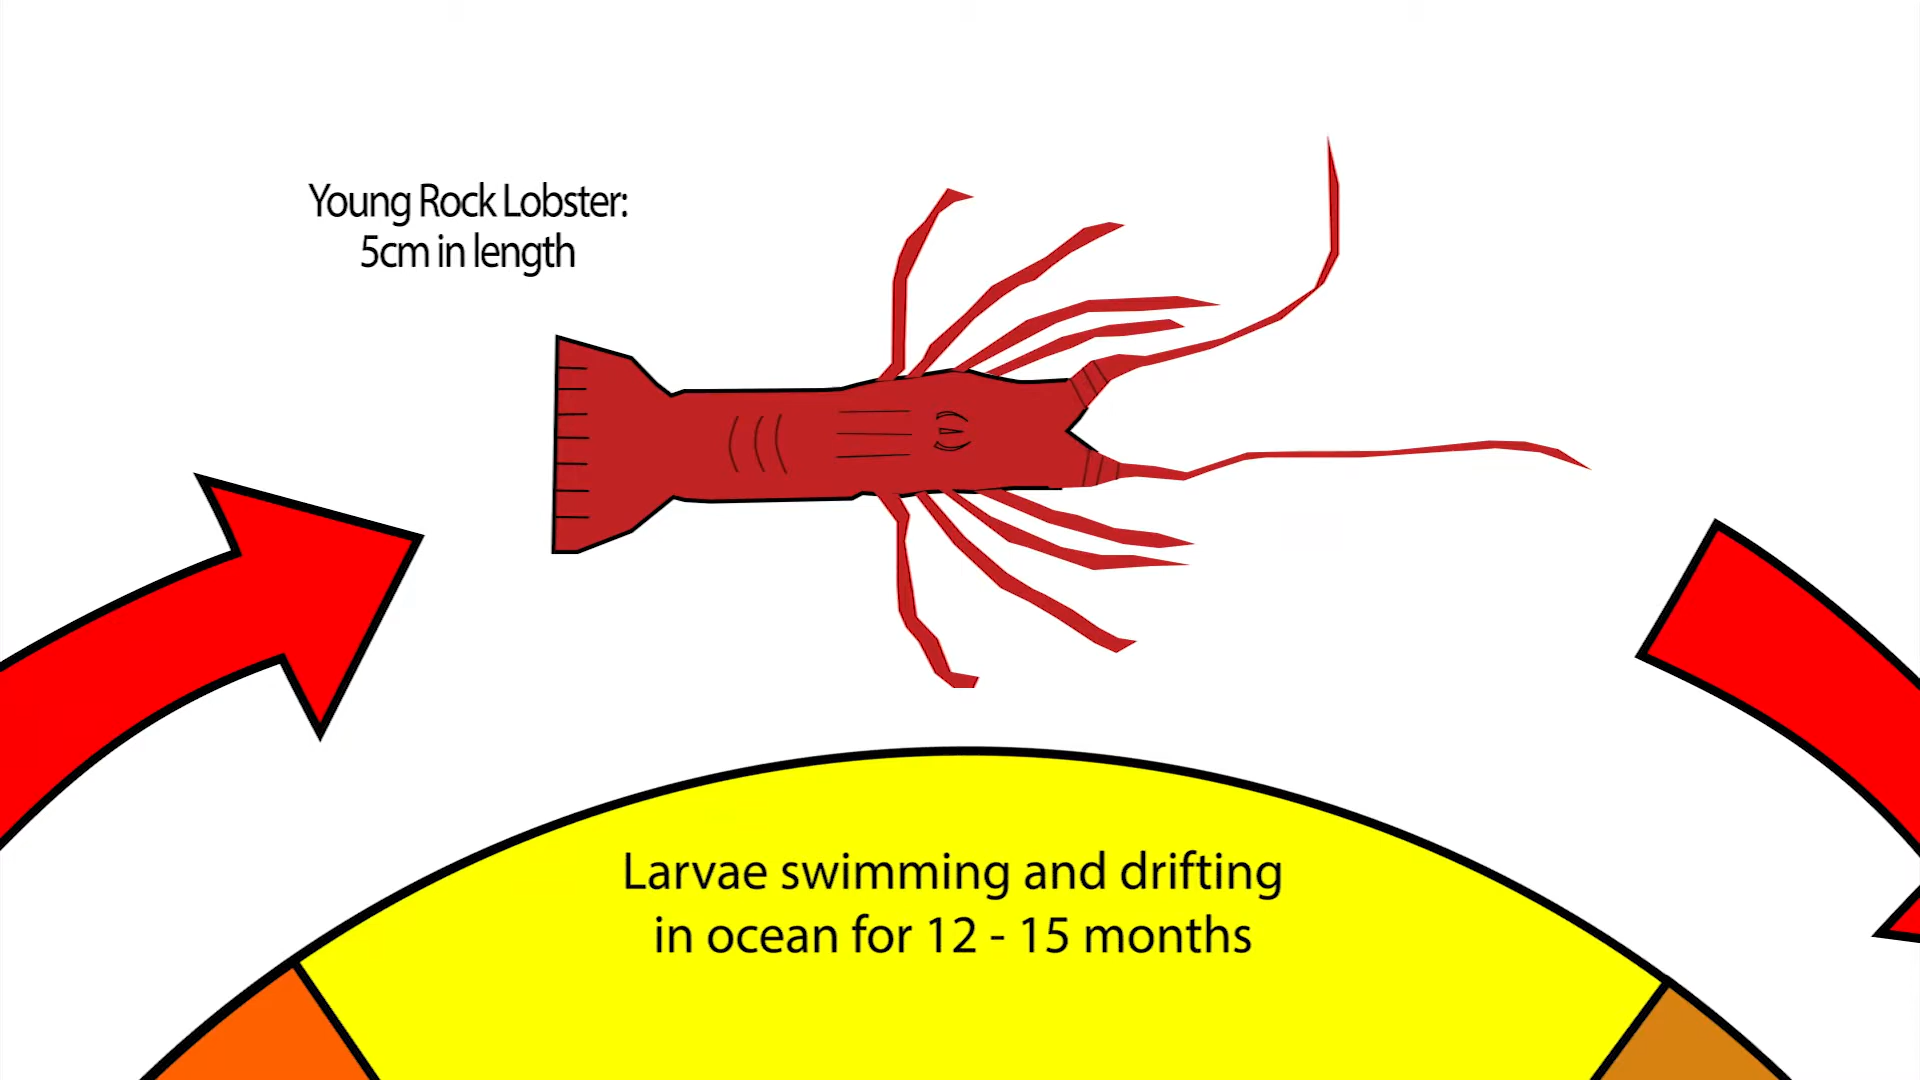 Young Rock Lobster:
5cm in length
Larvae swimming and drifting
in ocean for 12 - 15 months